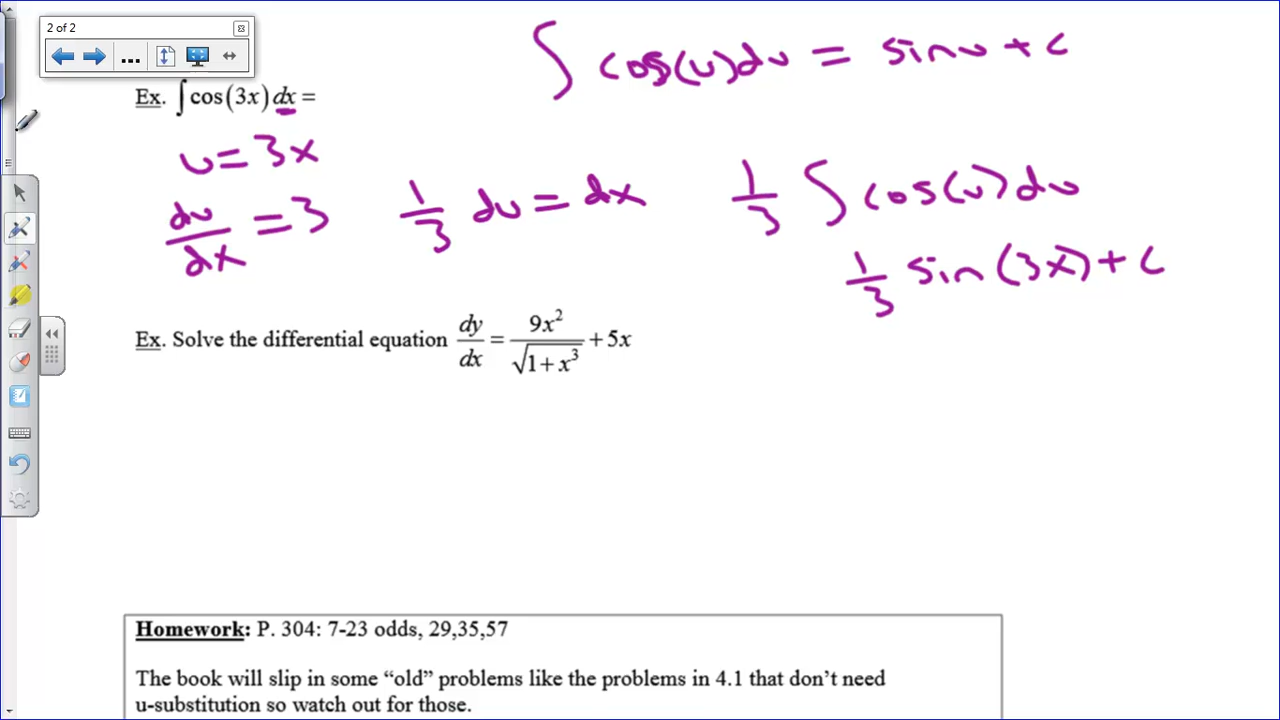 2 of 2
∫ cos(u)du = sinu + c
Ex. ∫cos(3x)dx =
u = 3x
du/dx = 3
1/3 du = dx
1/3 ∫ cos(u)du
1/3 sin(3x) + c
Ex. Solve the differential equation dy/dx = 9x²/√(1+x³) + 5x
Homework: P. 304: 7-23 odds, 29,35,57
The book will slip in some “old” problems like the problems in 4.1 that don’t need
u-substitution so watch out for those.